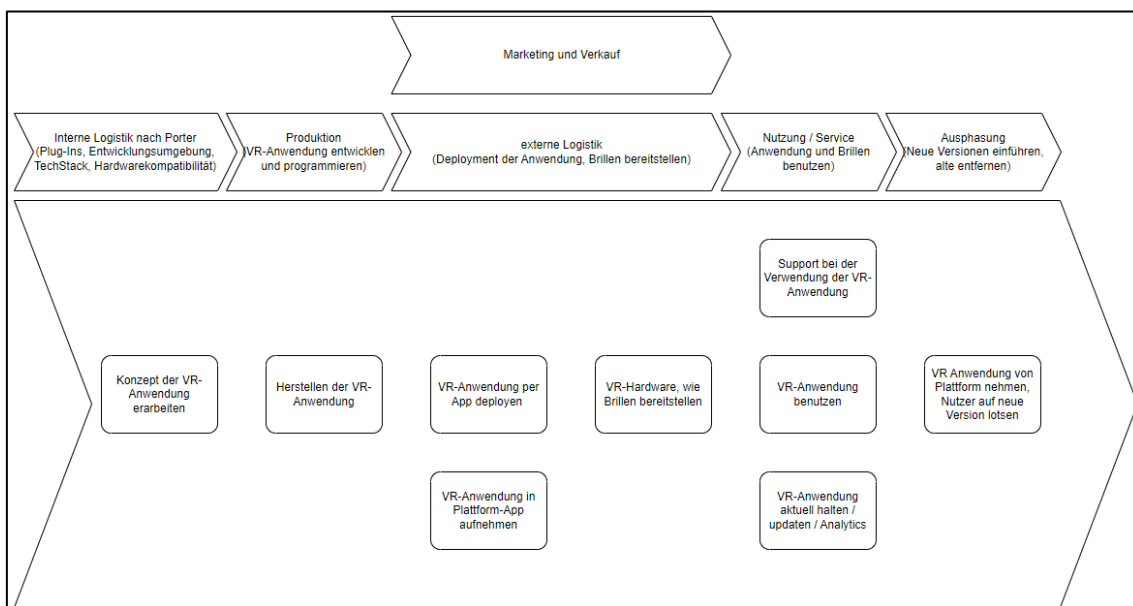 Marketing und Verkauf
Interne Logistik nach Porter
(Plug-Ins, Entwicklungsumgebung,
TechStack, Hardwarekompatibilität)
Produktion
(VR-Anwendung entwicklen
und programmieren)
externe Logistik
(Deployment der Anwendung, Brillen bereitstellen)
Nutzung / Service
(Anwendung und Brillen
benutzen)
Ausphasung
(Neue Versionen einführen,
alte entfernen)
Support bei der
Verwendung der VR-
Anwendung
Konzept der VR-
Anwendung
erarbeiten
Herstellen der VR-
Anwendung
VR-Anwendung per
App deployen
VR-Hardware, wie
Brillen bereitstellen
VR-Anwendung
benutzen
VR Anwendung von
Plattform nehmen,
Nutzer auf neue
Version lotsen
VR-Anwendung in
Plattform-App
aufnehmen
VR-Anwendung
aktuell halten /
updaten / Analytics